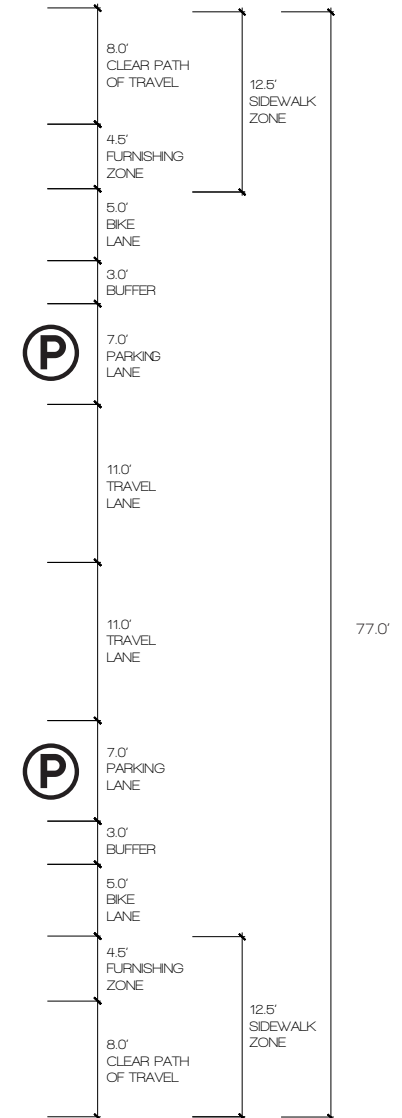 8.0'
CLEAR PATH
OF TRAVEL
12.5'
SIDEWALK
ZONE
4.5'
FURNISHING
ZONE
5.0'
BIKE
LANE
3.0'
BUFFER
P
7.0'
PARKING
LANE
11.0'
TRAVEL
LANE
11.0'
TRAVEL
LANE
77.0'
P
7.0'
PARKING
LANE
3.0'
BUFFER
5.0'
BIKE
LANE
4.5'
FURNISHING
ZONE
12.5'
SIDEWALK
ZONE
8.0'
CLEAR PATH
OF TRAVEL